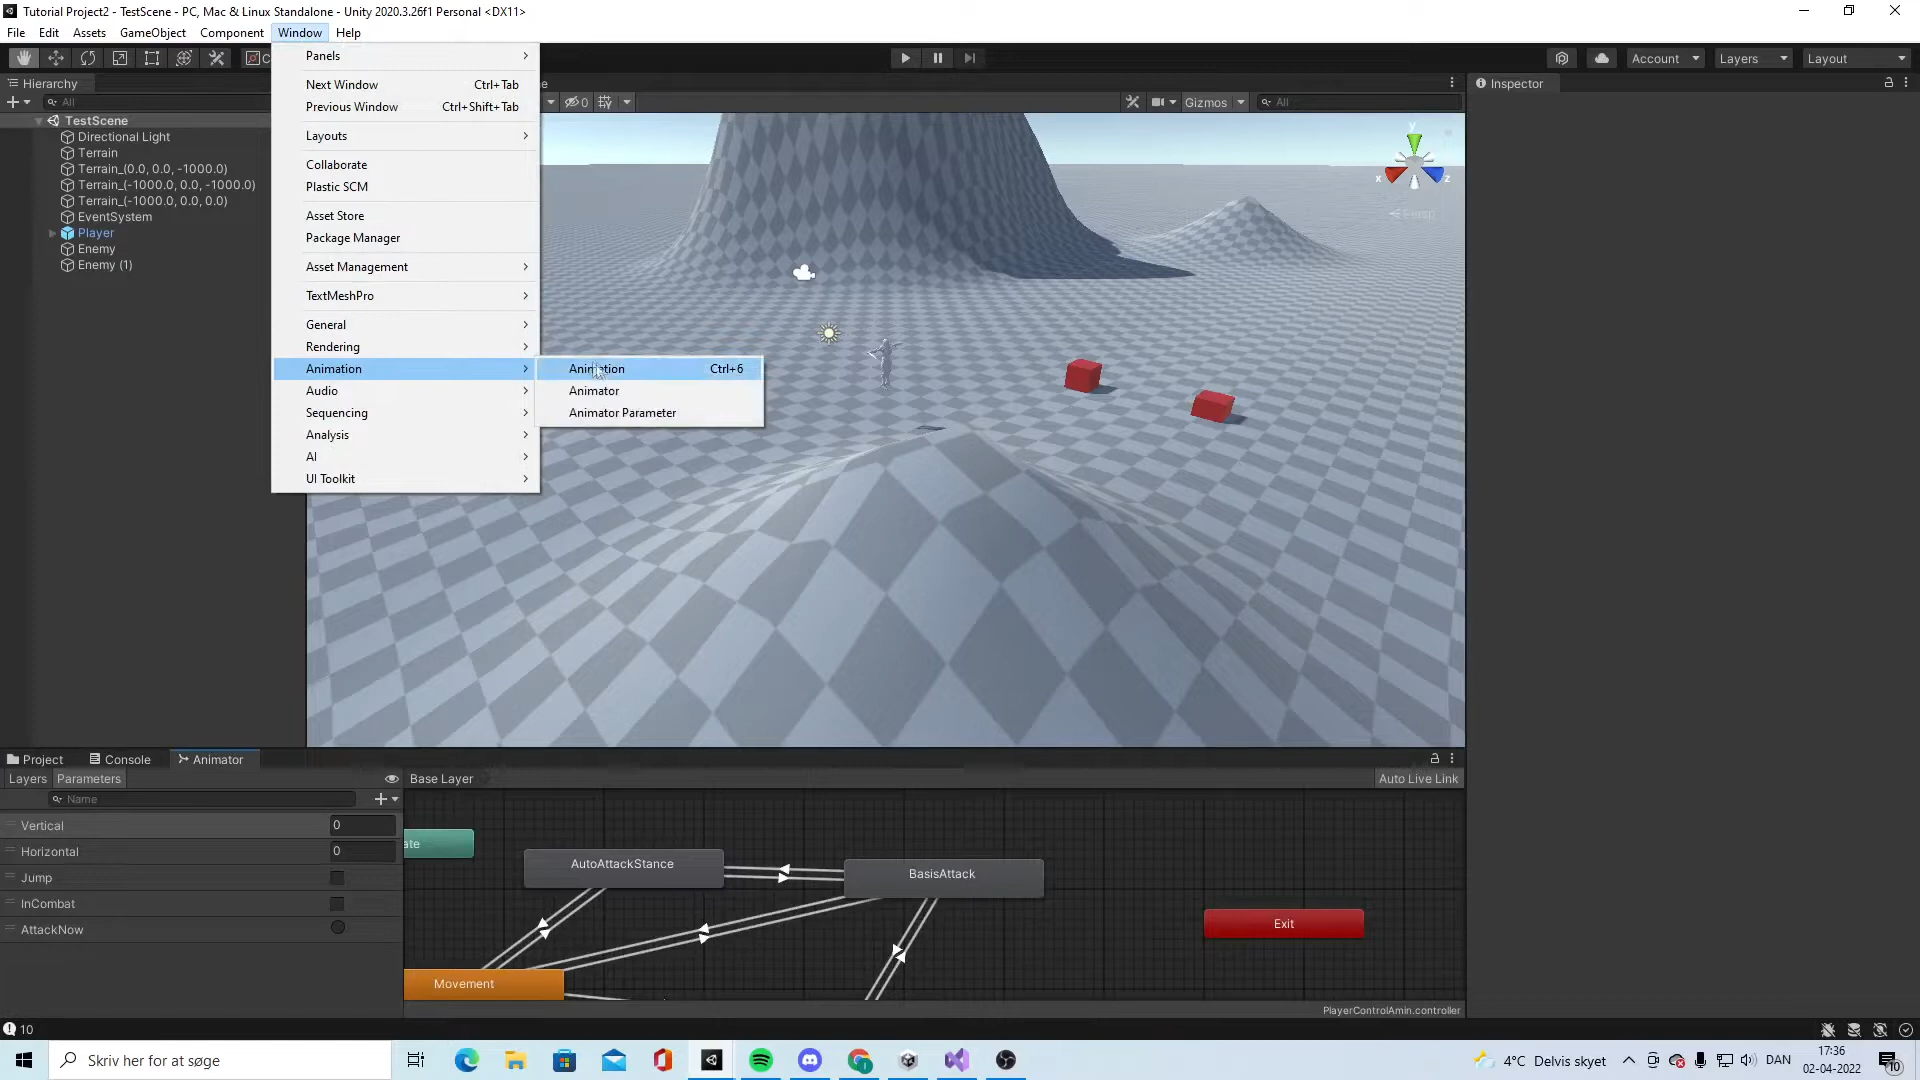 Tutorial Project2 - TestScene - PC, Mac & Linux Standalone - Unity 2020.3.26f1 Personal <DX11>
File Edit Assets GameObject Component Window Help
Account Layers Layout
Hierarchy
All
TestScene
Directional Light
Terrain
Terrain_(0.0, 0.0, -1000.0)
Terrain_(-1000.0, 0.0, -1000.0)
Terrain_(-1000.0, 0.0, 0.0)
EventSystem
Player
Enemy
Enemy (1)
Panels
Next Window Ctrl+Tab
Previous Window Ctrl+Shift+Tab
Layouts
Collaborate
Plastic SCM
Asset Store
Package Manager
Asset Management
TextMeshPro
General
Rendering
Animation
Audio
Sequencing
Analysis
AI
UI Toolkit
Animation Ctrl+6
Animator
Animator Parameter
0
Gizmos
All
y
x
z
Persp
Inspector
Project Console Animator
Layers Parameters
Base Layer
Auto Live Link
Name
Vertical 0
Horizontal 0
Jump
InCombat
AttackNow
ate
AutoAttackStance
BasisAttack
Exit
Movement
PlayerControlAmin.controller
10
Skriv her for at søge
4°C Delvis skyet
DAN
17:36
02-04-2022
10